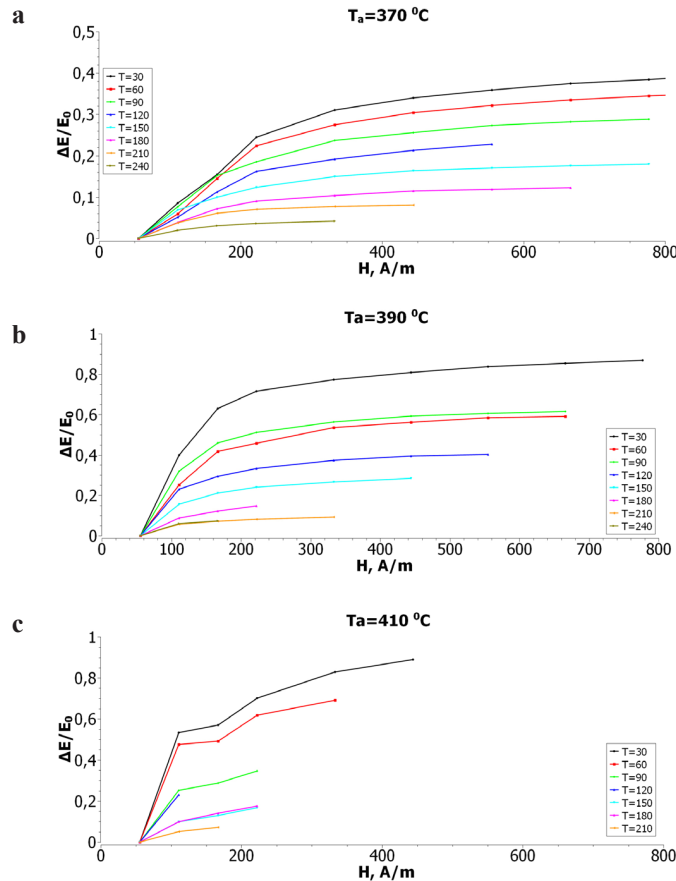 a
Ta=370 ⁰C
0,5
0,4
0,3
0,2
0,1
0
ΔE/E₀
T=30
T=60
T=90
T=120
T=150
T=180
T=210
T=240
0
200
400
600
800
H, A/m
b
Ta=390 ⁰C
1
0,8
0,6
0,4
0,2
0
ΔE/E₀
T=30
T=60
T=90
T=120
T=150
T=180
T=210
T=240
0
100
200
300
400
500
600
700
800
H, A/m
c
Ta=410 ⁰C
1
0,8
0,6
0,4
0,2
0
ΔE/E₀
T=30
T=60
T=90
T=120
T=150
T=180
T=210
0
200
400
600
800
H, A/m